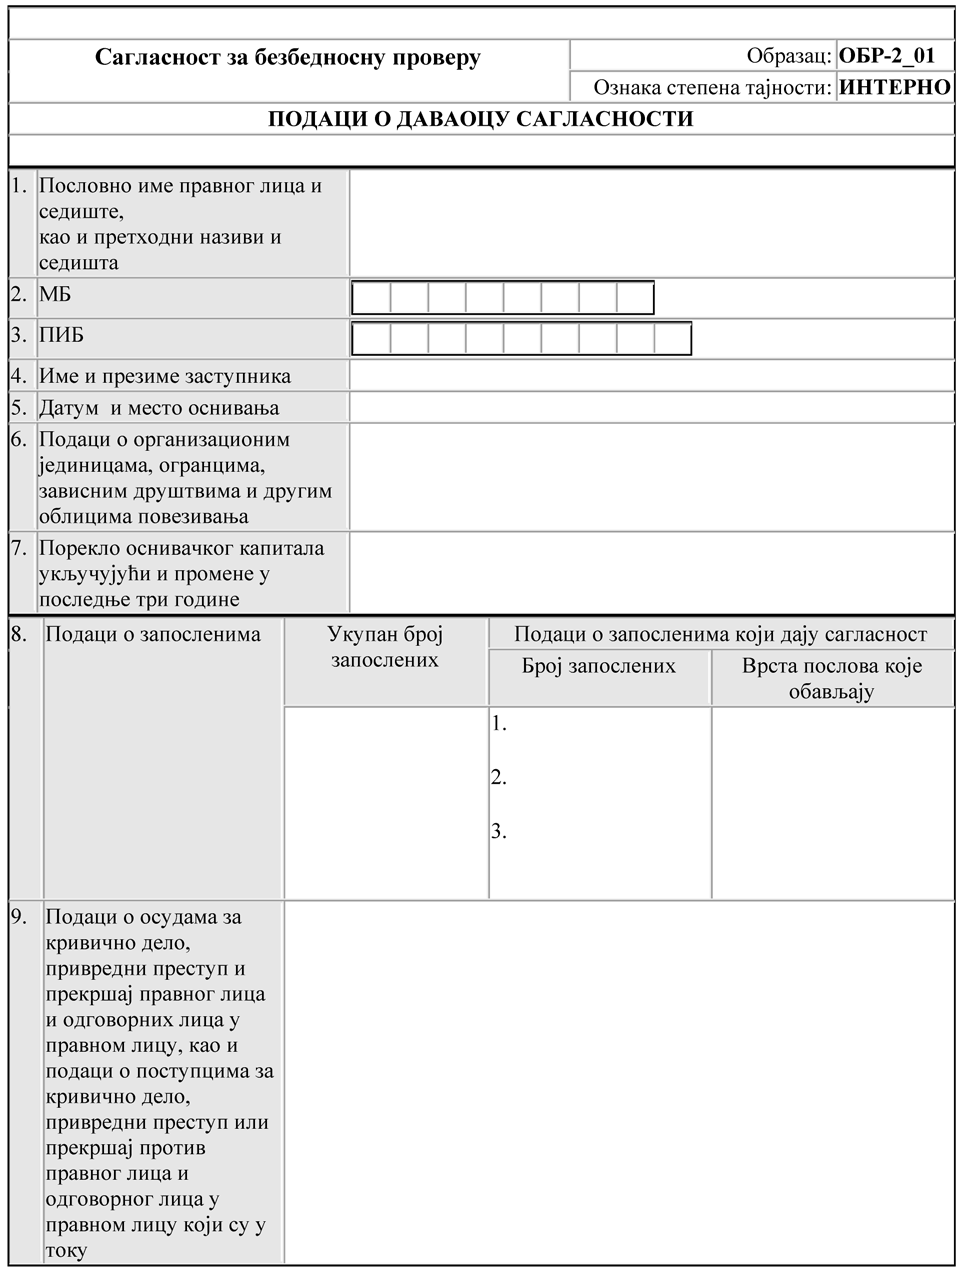 Сагласност за безбедносну проверу
Образац: ОБР-2_01
Ознака степена тајности: ИНТЕРНО
ПОДАЦИ О ДАВАОЦУ САГЛАСНОСТИ
1. Пословно име правног лица и
седиште,
као и претходни називи и
седишта
2. МБ
3. ПИБ
4. Име и презиме заступника
5. Датум  и место оснивања
6. Подаци о организационим
јединицама, огранцима,
зависним друштвима и другим
облицима повезивања
7. Порекло оснивачког капитала
укључујући и промене у
последње три године
8. Подаци о запосленима
Укупан број
запослених
Подаци о запосленима који дају сагласност
Број запослених
Врста послова које
обављају
1.
2.
3.
9. Подаци о осудама за
кривично дело,
привредни преступ и
прекршај правног лица
и одговорних лица у
правном лицу, као и
подаци о поступцима за
кривично дело,
привредни преступ или
прекршај против
правног лица и
одговорног лица у
правном лицу који су у
току